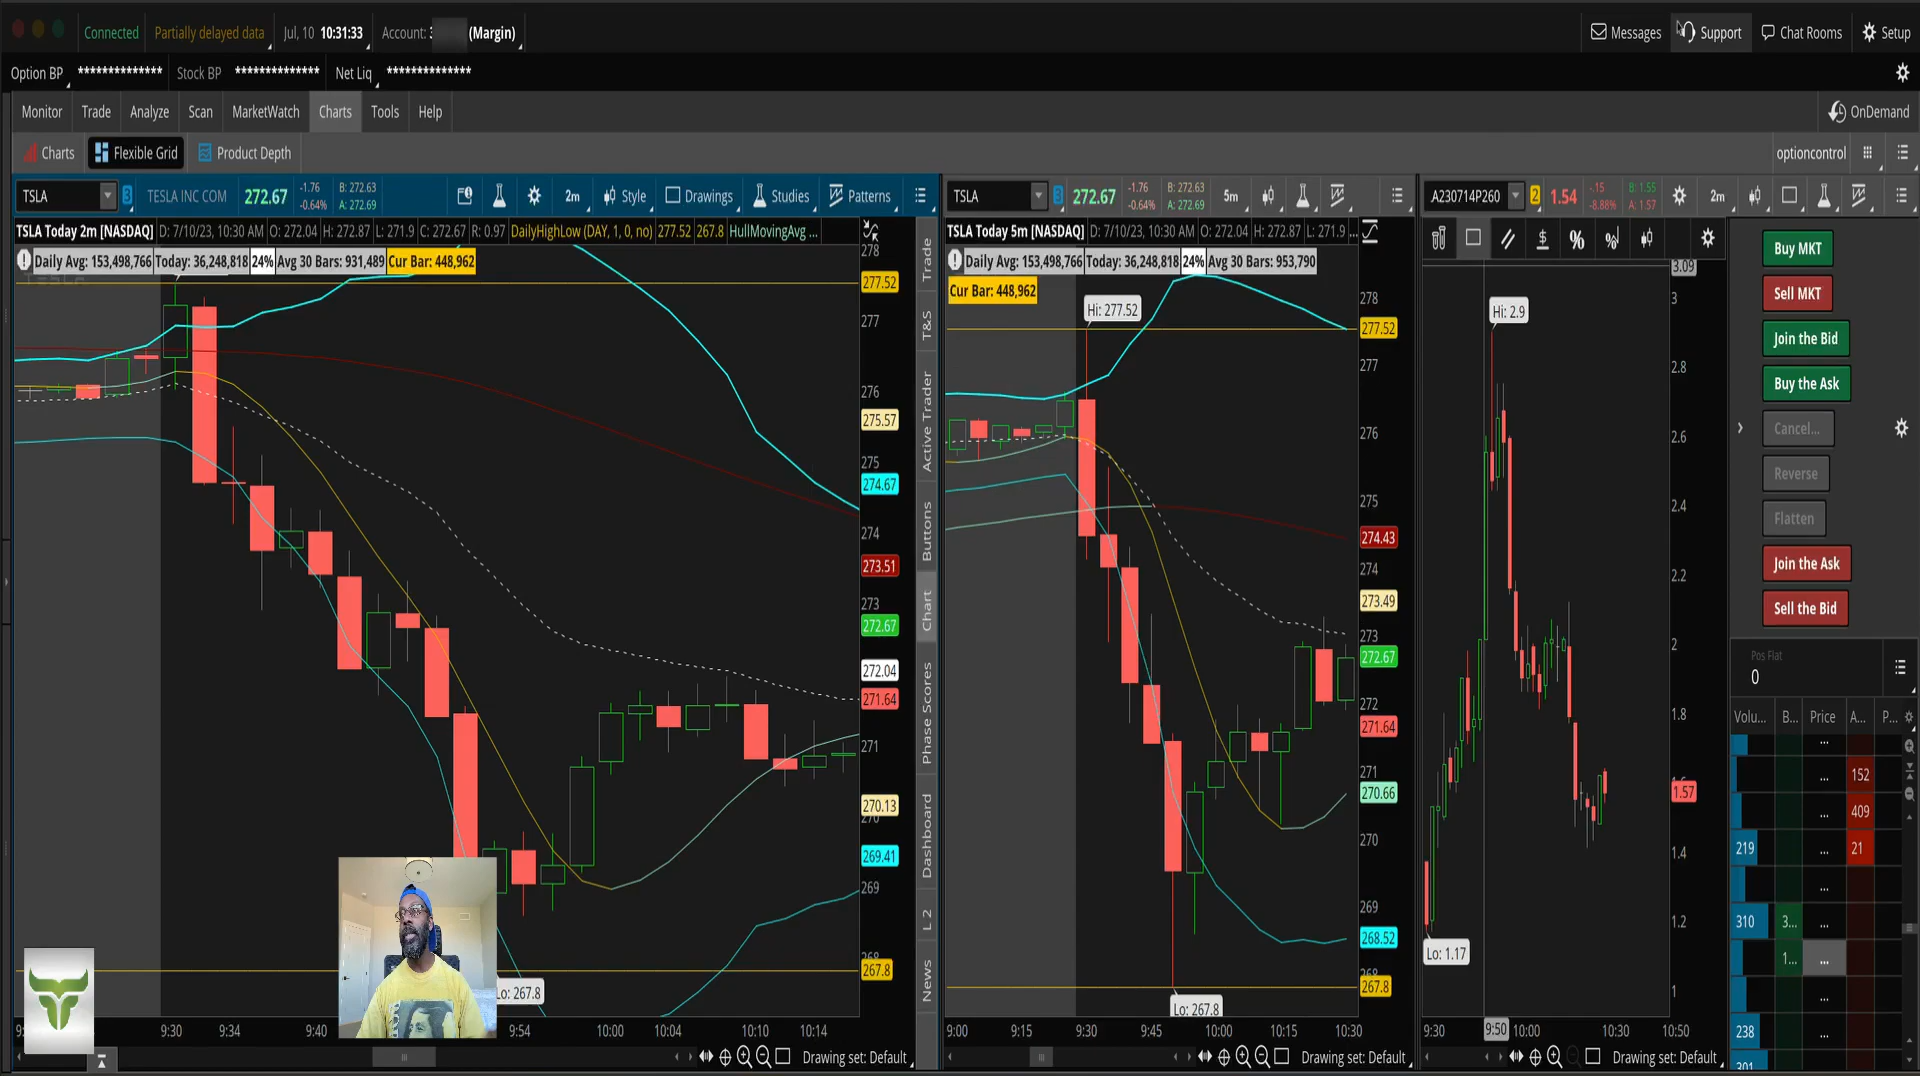 Connected Partially delayed data Jul, 10 10:31:33 Account: (Margin) Messages Support Chat Rooms Setup
Option BP ************** Stock BP ************** Net Liq **************
Monitor Trade Analyze Scan MarketWatch Charts Tools Help OnDemand
Charts Flexible Grid Product Depth optioncontrol
TSLA 3 TESLA INC COM 272.67 -1.76 -0.64% B: 272.63 A: 272.69 2m Style Drawings Studies Patterns
TSLA Today 2m [NASDAQ] D: 7/10/23, 10:30 AM O: 272.04 H: 272.87 L: 271.9 C: 272.67 R: 0.97 DailyHighLow (DAY, 1, 0, no) 277.52 267.8 HullMovingAvg ...
Daily Avg: 153,498,766 Today: 36,248,818 24% Avg 30 Bars: 931,489 Cur Bar: 448,962
278
277.52
277
276
275.57
275
274.67
274
273.51
273
272.67
272.04
271.64
271
270.13
270
269.41
269
267.8
Lo: 267.8
9:30 9:34 9:40 9:54 10:00 10:04 10:10 10:14
Drawing set: Default
Trade
T&S
Active Trader
Buttons
Chart
Phase Scores
Dashboard
L 2
News
TSLA 3 272.67 -1.76 -0.64% B: 272.63 A: 272.69 5m
TSLA Today 5m [NASDAQ] D: 7/10/23, 10:30 AM O: 272.04 H: 272.87 L: 271.9 ...
Daily Avg: 153,498,766 Today: 36,248,818 24% Avg 30 Bars: 953,790
Cur Bar: 448,962
Hi: 277.52
278
277.52
277
276
275
274.43
274
273.49
273
272.67
272
271.64
271
270.66
270
269
268.52
268
267.8
Lo: 267.8
9:00 9:15 9:30 9:45 10:00 10:15 10:30
Drawing set: Default
A230714P260 2 1.54 -.15 -8.88% B: 1.55 A: 1.57 2m
3.09
3
Hi: 2.9
2.8
2.6
2.4
2.2
2
1.8
1.57
1.4
1.2
Lo: 1.17
1
9:30 9:50 10:00 10:30 10:50
Drawing set: Default
Buy MKT
Sell MKT
Join the Bid
Buy the Ask
Cancel...
Reverse
Flatten
Join the Ask
Sell the Bid
Pos Flat
0
Volu... B... Price A... P...
...
... 152
... 409
219 ... 21
...
310 3... ...
1... ...
...
238 ...
301 ...